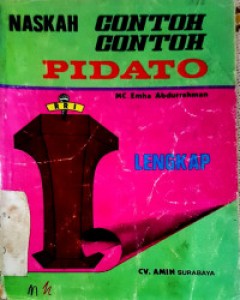 NASKAH CONTOH
CONTOH
PIDATO
MC Emha Abdurrahman
LENGKAP
CV. AMIN SURABAYA